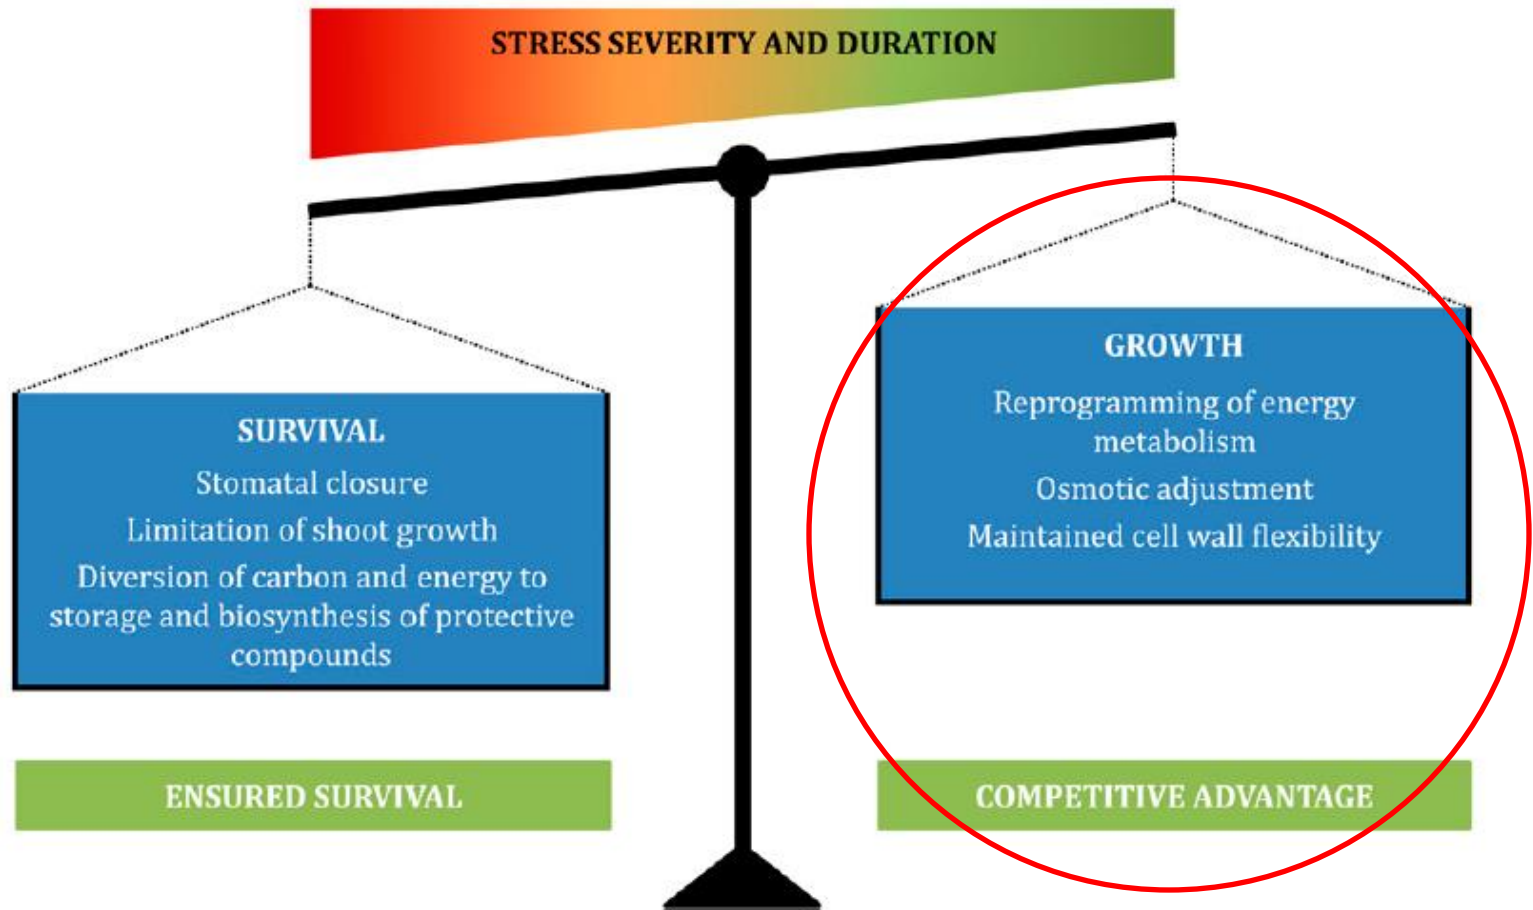 STRESS SEVERITY AND DURATION
SURVIVAL
Stomatal closure
Limitation of shoot growth
Diversion of carbon and energy to
storage and biosynthesis of protective
compounds
ENSURED SURVIVAL
GROWTH
Reprogramming of energy
metabolism
Osmotic adjustment
Maintained cell wall flexibility
COMPETITIVE ADVANTAGE